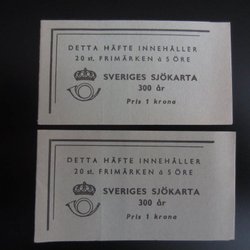 DETTA HÄFTE INNEHÅLLER
20 st. FRIMÄRKEN à 5 ÖRE
SVERIGES SJÖKARTA
300 år
Pris 1 krona
DETTA HÄFTE INNEHÅLLER
20 st. FRIMÄRKEN à 5 ÖRE
SVERIGES SJÖKARTA
300 år
Pris 1 krona